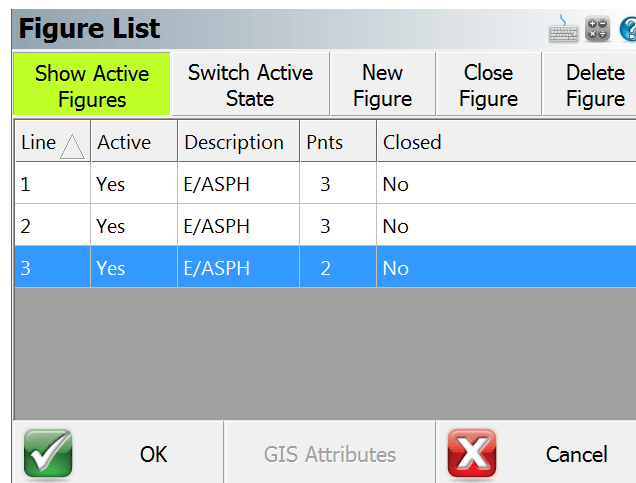 Figure List
Show Active Figures
Switch Active State
New Figure
Close Figure
Delete Figure
Line Active Description Pnts Closed
1 Yes E/ASPH 3 No
2 Yes E/ASPH 3 No
3 Yes E/ASPH 2 No
OK GIS Attributes Cancel